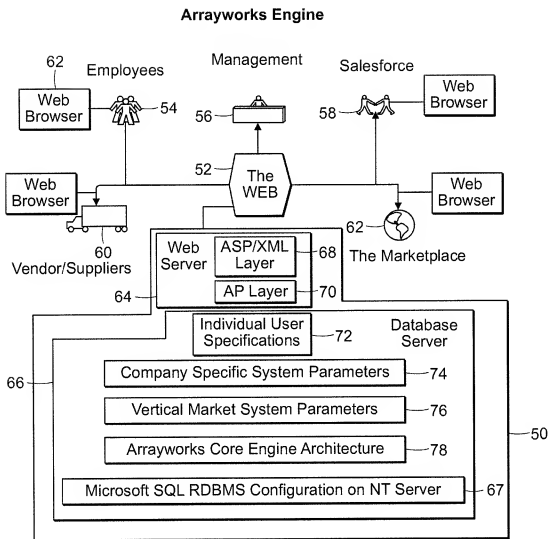 Arrayworks Engine
62
Employees
Management
Salesforce
Web
Browser
54
56
58
Web
Browser
52
The
WEB
Web
Browser
60
Vendor/Suppliers
62
The Marketplace
Web
Browser
Web
Server
ASP/XML
Layer
68
64
AP Layer
70
Individual User
Specifications
72
Database
Server
66
Company Specific System Parameters
74
Vertical Market System Parameters
76
50
Arrayworks Core Engine Architecture
78
Microsoft SQL RDBMS Configuration on NT Server
67